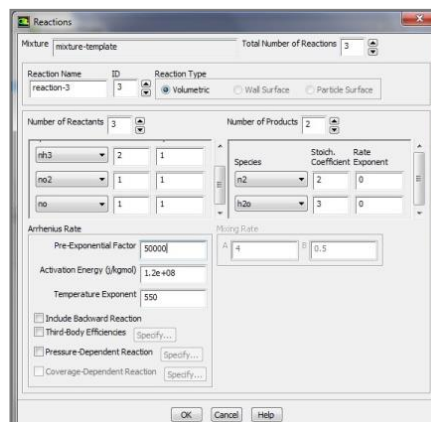 Reactions
Mixture mixture-template Total Number of Reactions 3
Reaction Name ID Reaction Type
reaction-3 3 Volumetric Wall Surface Particle Surface
Number of Reactants 3 Number of Products 2
Species Stoich. Coefficient Rate Exponent
nh3 2 1
no2 1 1
no 1 1
n2 2 0
h2o 3 0
Arrhenius Rate Mixing Rate
Pre-Exponential Factor 50000 A 4 B 0.5
Activation Energy (j/kgmol) 1.2e+08
Temperature Exponent 550
Include Backward Reaction
Third-Body Efficiencies Specify...
Pressure-Dependent Reaction Specify...
Coverage-Dependent Reaction Specify...
OK Cancel Help